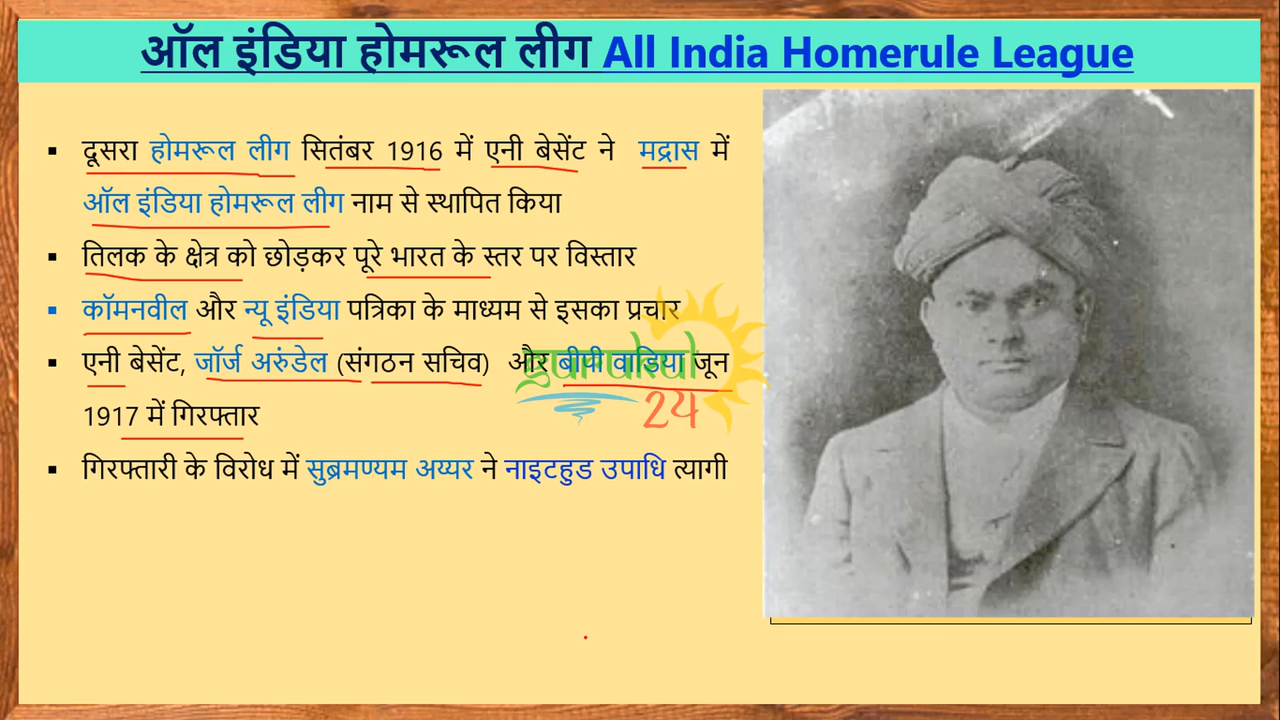 ऑल इंडिया होमरूल लीग All India Homerule League
▪ दूसरा होमरूल लीग सितंबर 1916 में एनी बेसेंट ने मद्रास में
ऑल इंडिया होमरूल लीग नाम से स्थापित किया
▪ तिलक के क्षेत्र को छोड़कर पूरे भारत के स्तर पर विस्तार
▪ कॉमनवील और न्यू इंडिया पत्रिका के माध्यम से इसका प्रचार
▪ एनी बेसेंट, जॉर्ज अरुंडेल (संगठन सचिव) और बीपी वाडिया जून
1917 में गिरफ्तार
▪ गिरफ्तारी के विरोध में सुब्रमण्यम अय्यर ने नाइटहुड उपाधि त्यागी
gurukul
24